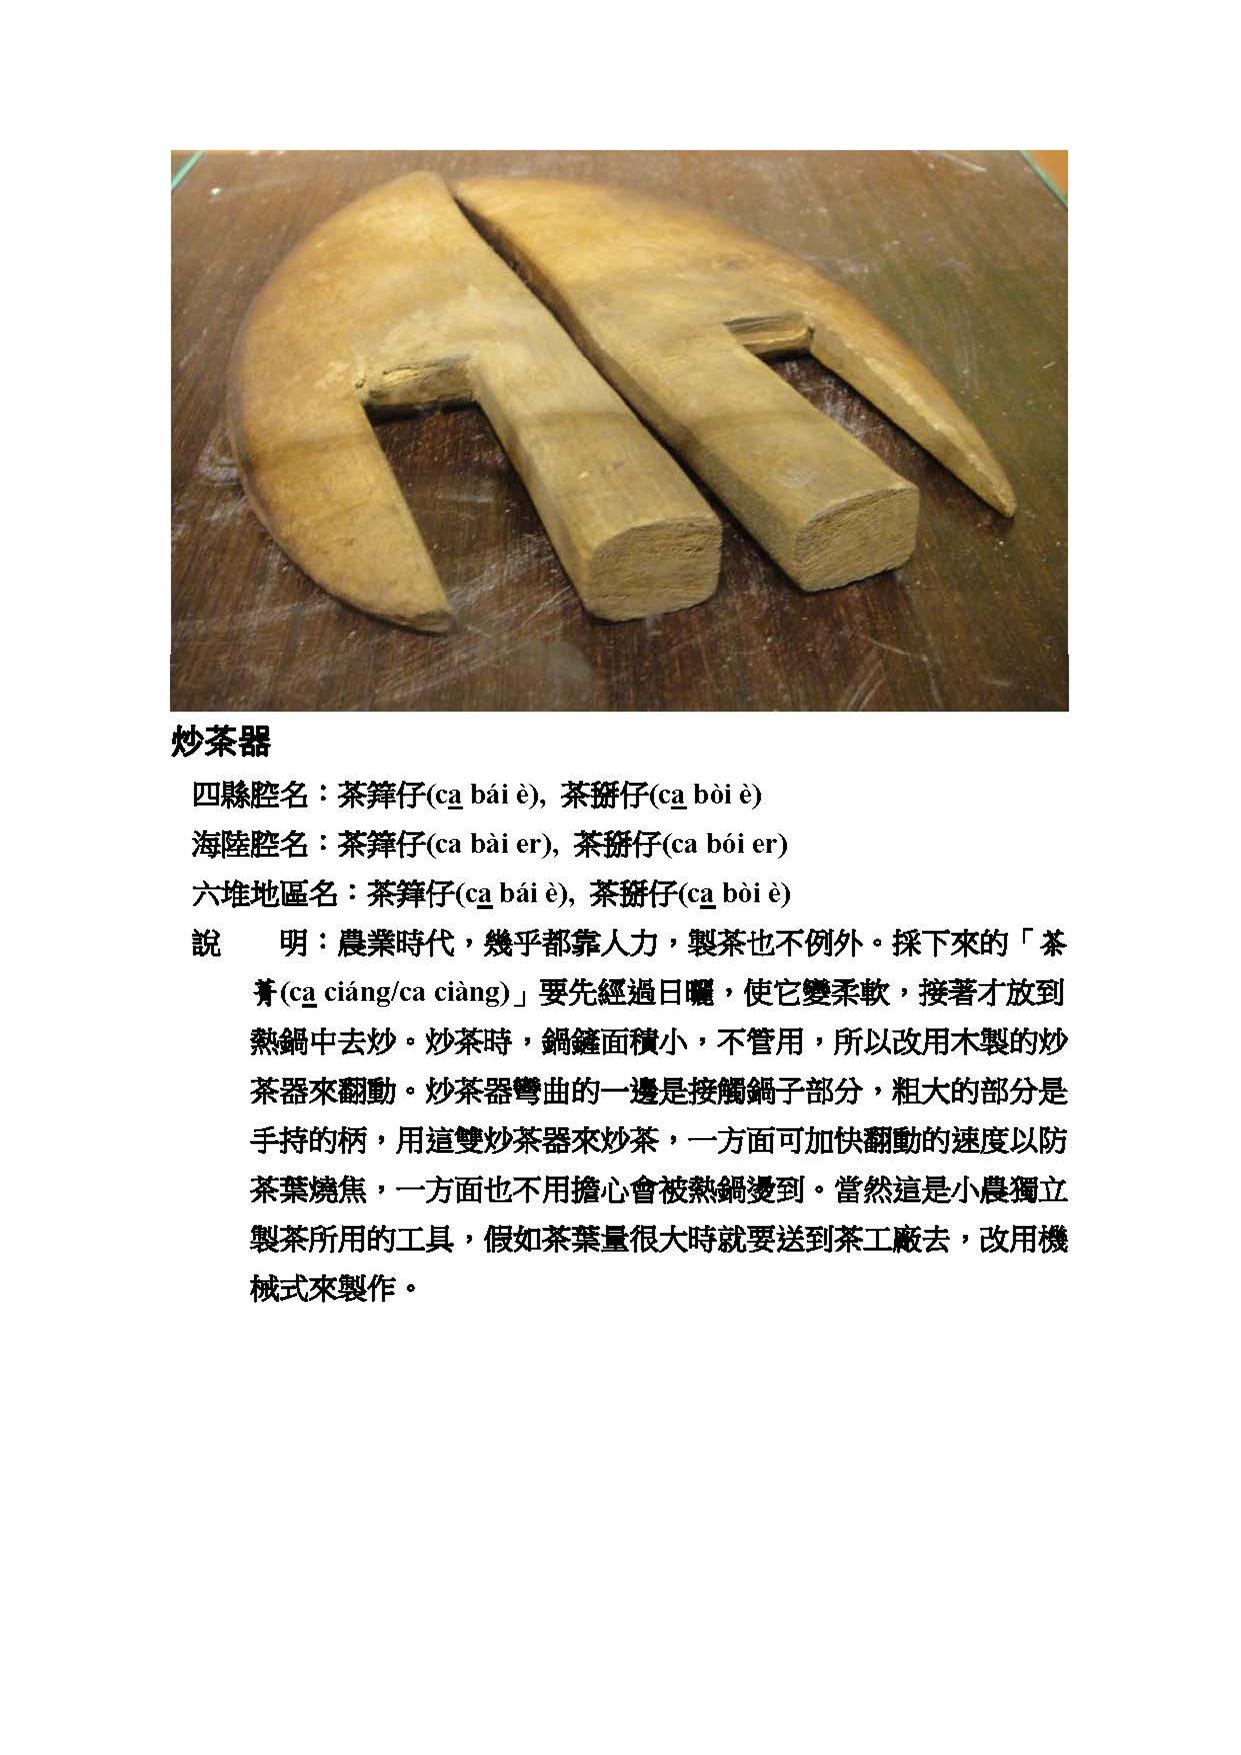 炒茶器
四縣腔名：茶箄仔(ca bái è), 茶掰仔(ca bòi è)
海陸腔名：茶箄仔(ca bài er), 茶掰仔(ca bói er)
六堆地區名：茶箄仔(ca bái è), 茶掰仔(ca bòi è)
說　　明：農業時代，幾乎都靠人力，製茶也不例外。採下來的「茶
菁(ca ciáng/ca ciàng)」要先經過日曬，使它變柔軟，接著才放到
熱鍋中去炒。炒茶時，鍋鏟面積小，不管用，所以改用木製的炒
茶器來翻動。炒茶器彎曲的一邊是接觸鍋子部分，粗大的部分是
手持的柄，用這雙炒茶器來炒茶，一方面可加快翻動的速度以防
茶葉燒焦，一方面也不用擔心會被熱鍋燙到。當然這是小農獨立
製茶所用的工具，假如茶葉量很大時就要送到茶工廠去，改用機
械式來製作。